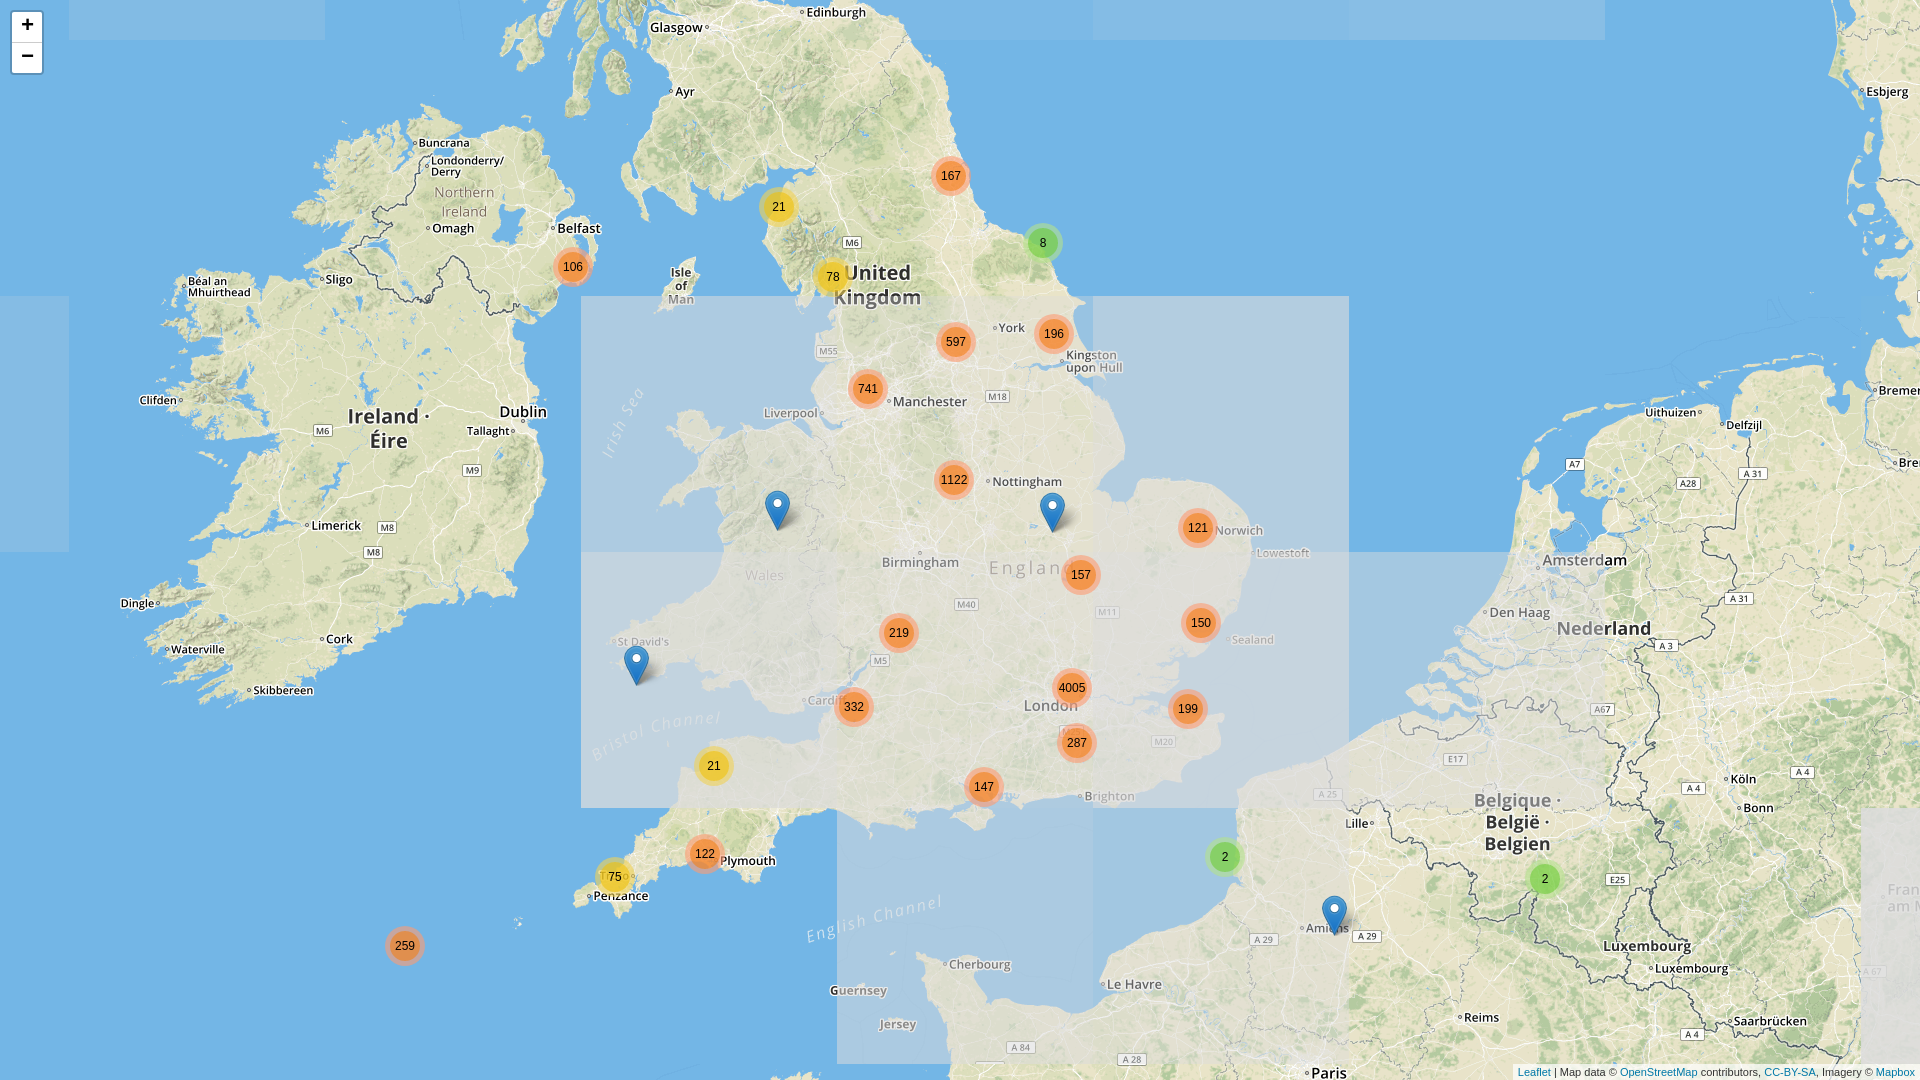 +
−
Edinburgh
Glasgow
Ayr
Esbjerg
Buncrana
Londonderry/
Derry
Northern
Ireland
Omagh
Belfast
167
21
8
M6
106
78
United
Kingdom
Isle
of
Man
Sligo
Béal an
Mhuirthead
York
196
597
M55
Kingston
upon Hull
741
Manchester
M18
Liverpool
Irish Sea
Clifden
Ireland ·
Éire
Dublin
Tallaght
M6
M9
Bremer
Uithuizen
Delfzijl
A7
A 31
A28
1122
Nottingham
Limerick
M8
M8
121
Norwich
Lowestoft
Birmingham
Amsterdam
Wales
157
M40
M11
A 31
Dingle
Den Haag
150
219
Nederland
Cork
St David's
Sealand
Waterville
M5
A 3
Skibbereen
4005
London
332
199
A67
Bristol Channel
287
M20
E17
21
A 4
Köln
147
Brighton
A 25
A 4
Belgique ·
België ·
Belgien
Bonn
A 4
Lille
122
Plymouth
2
75
Penzance
2
E25
English Channel
Amiens
A 29
A 29
259
Luxembourg
Cherbourg
Luxembourg
A 67
Le Havre
Guernsey
Jersey
Reims
Saarbrücken
A 4
A 84
A 28
Paris
Leaflet | Map data © OpenStreetMap contributors, CC-BY-SA, Imagery © Mapbox